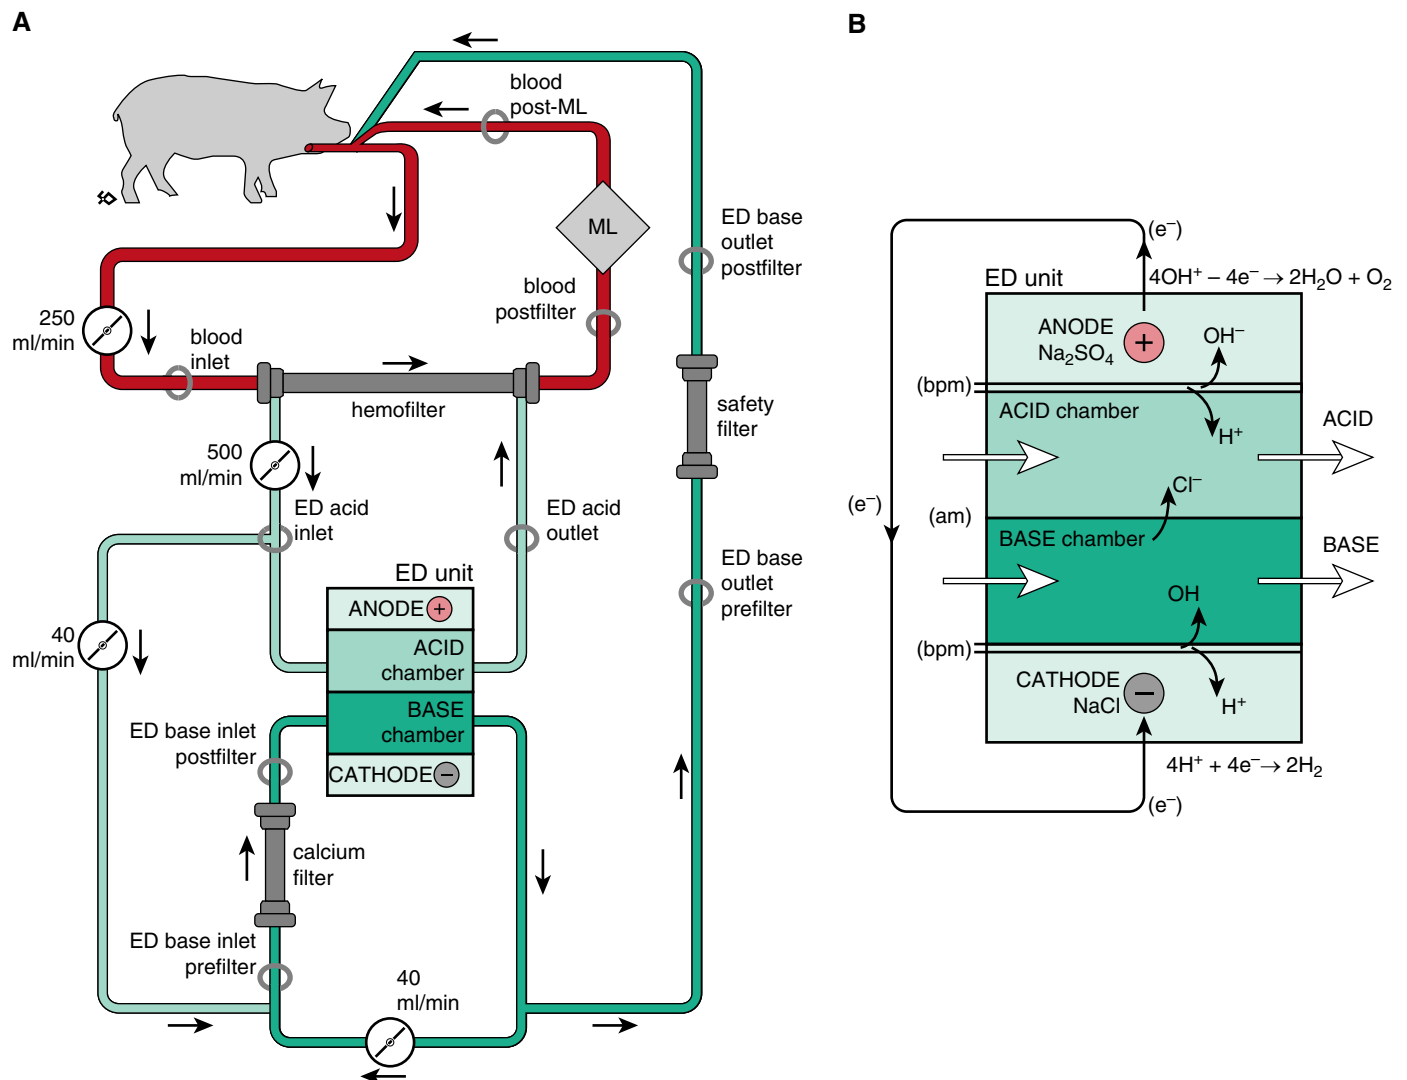 A
blood
post-ML
ML
ED base
outlet
postfilter
blood
postfilter
250
ml/min
blood
inlet
hemofilter
safety
filter
500
ml/min
ED acid
inlet
ED acid
outlet
ED base
outlet
prefilter
ED unit
ANODE +
ACID
chamber
BASE
chamber
CATHODE −
40
ml/min
ED base inlet
postfilter
calcium
filter
ED base inlet
prefilter
40
ml/min
B
(e⁻)
ED unit
4OH⁺ – 4e⁻ → 2H₂O + O₂
ANODE
Na₂SO₄
+
OH⁻
(bpm)
ACID chamber
H⁺
ACID
Cl⁻
(e⁻)
(am)
BASE chamber
BASE
OH
(bpm)
CATHODE
NaCl
−
H⁺
4H⁺ + 4e⁻ → 2H₂
(e⁻)